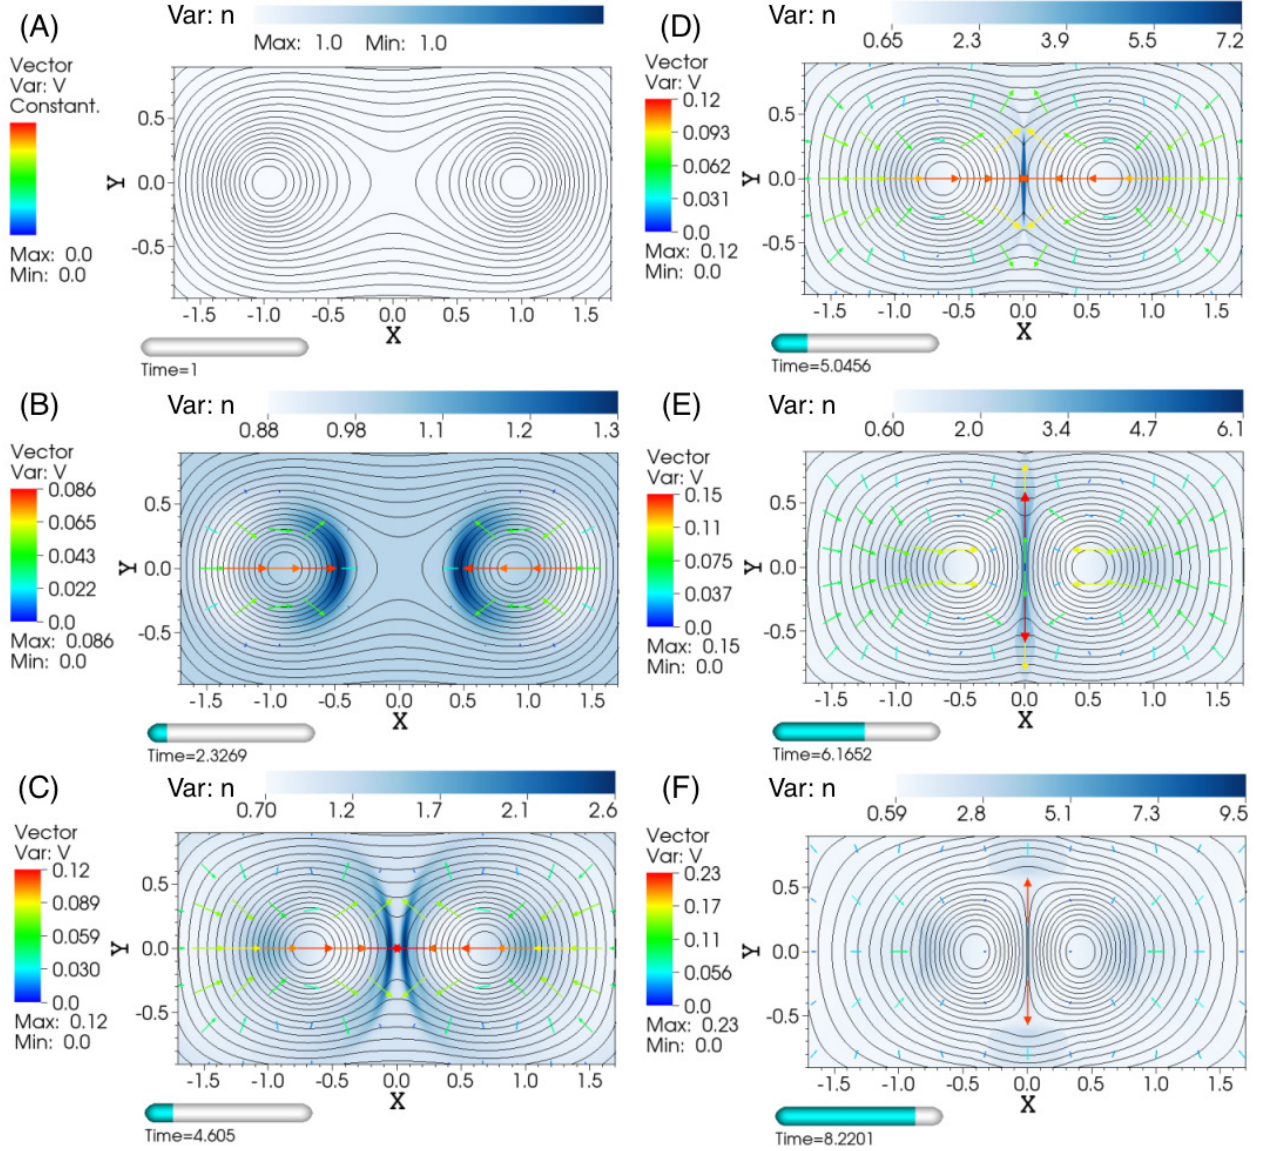 (A)
Var: n
Max: 1.0 Min: 1.0
Vector
Var: V
Constant.
Max: 0.0
Min: 0.0
Y
0.5
0.0
-0.5
-1.5 -1.0 -0.5 0.0 0.5 1.0 1.5
X
Time=1
(D)
Var: n
0.65 2.3 3.9 5.5 7.2
Vector
Var: V
0.12
0.093
0.062
0.031
0.0
Max: 0.12
Min: 0.0
Y
0.5
0.0
-0.5
-1.5 -1.0 -0.5 0.0 0.5 1.0 1.5
X
Time=5.0456
(B)
Var: n
0.88 0.98 1.1 1.2 1.3
Vector
Var: V
0.086
0.065
0.043
0.022
0.0
Max: 0.086
Min: 0.0
Y
0.5
0.0
-0.5
-1.5 -1.0 -0.5 0.0 0.5 1.0 1.5
X
Time=2.3269
(E)
Var: n
0.60 2.0 3.4 4.7 6.1
Vector
Var: V
0.15
0.11
0.075
0.037
0.0
Max: 0.15
Min: 0.0
Y
0.5
0.0
-0.5
-1.5 -1.0 -0.5 0.0 0.5 1.0 1.5
X
Time=6.1652
(C)
Var: n
0.70 1.2 1.7 2.1 2.6
Vector
Var: V
0.12
0.089
0.059
0.030
0.0
Max: 0.12
Min: 0.0
Y
0.5
0.0
-0.5
-1.5 -1.0 -0.5 0.0 0.5 1.0 1.5
X
Time=4.605
(F)
Var: n
0.59 2.8 5.1 7.3 9.5
Vector
Var: V
0.23
0.17
0.11
0.056
0.0
Max: 0.23
Min: 0.0
Y
0.5
0.0
-0.5
-1.5 -1.0 -0.5 0.0 0.5 1.0 1.5
X
Time=8.2201